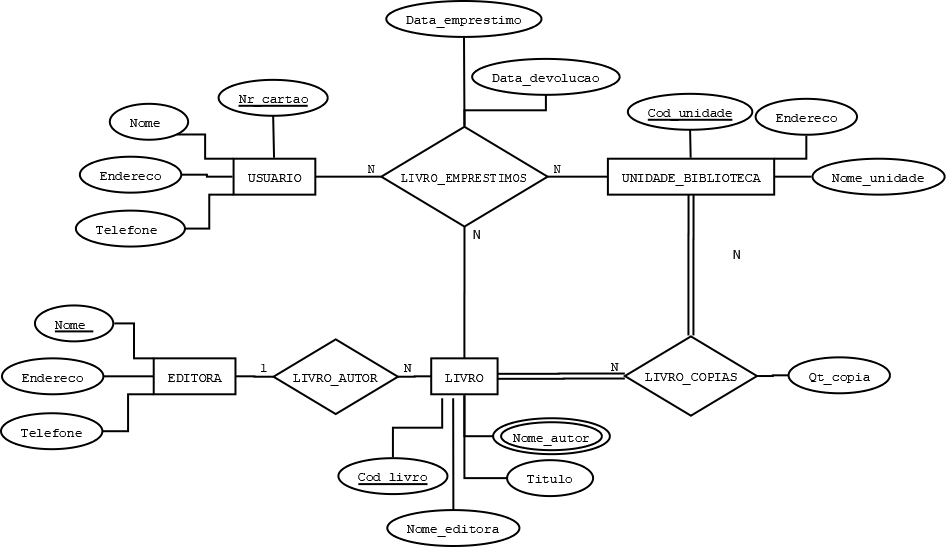 Data_emprestimo
Data_devolucao
Nr_cartao
Cod_unidade
Nome
Endereco
Endereco
USUARIO
N
LIVRO_EMPRESTIMOS
N
UNIDADE_BIBLIOTECA
Nome_unidade
Telefone
N
N
Nome
Endereco
EDITORA
1
LIVRO_AUTOR
N
LIVRO
N
LIVRO_COPIAS
Qt_copia
Telefone
Nome_autor
Cod_livro
Titulo
Nome_editora